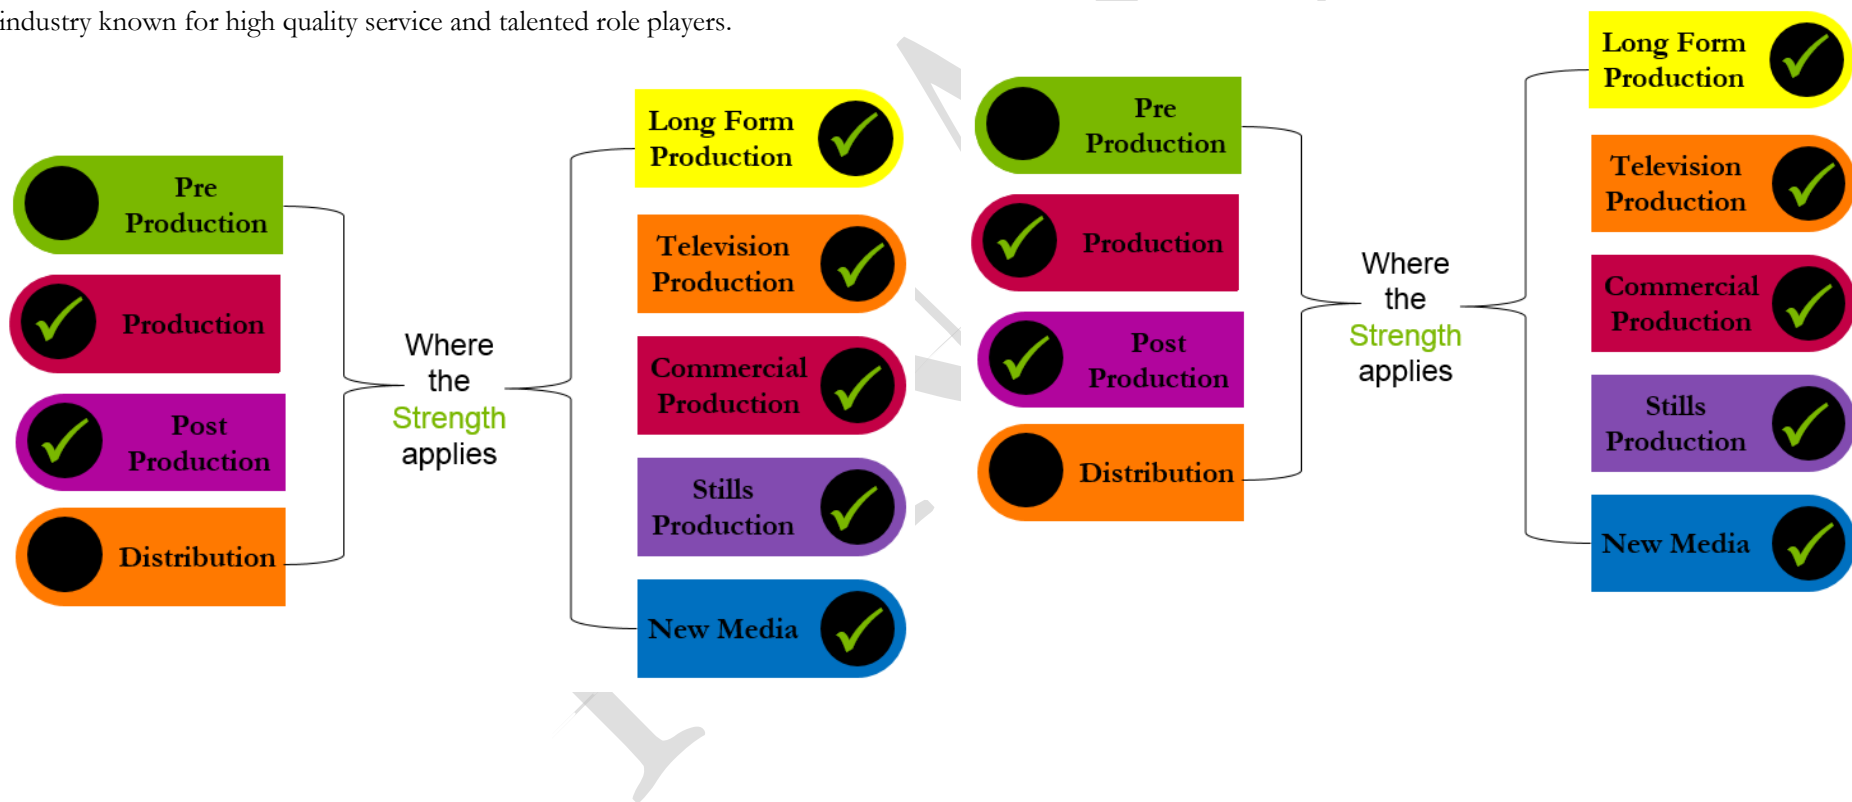 industry known for high quality service and talented role players.
Pre
Production
Production
Post
Production
Distribution
Where
the
Strength
applies
Long Form
Production
Television
Production
Commercial
Production
Stills
Production
New Media
Pre
Production
Production
Post
Production
Distribution
Where
the
Strength
applies
Long Form
Production
Television
Production
Commercial
Production
Stills
Production
New Media